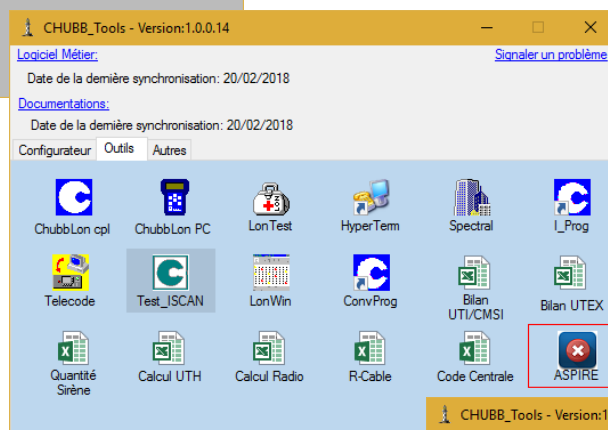 CHUBB_Tools - Version:1.0.0.14
Logiciel Métier:
Signaler un problème
Date de la dernière synchronisation: 20/02/2018
Documentations:
Date de la dernière synchronisation: 20/02/2018
Configurateur Outils Autres
ChubbLon cpl ChubbLon PC LonTest HyperTerm Spectral I_Prog
Telecode Test_ISCAN LonWin ConvProg Bilan UTI/CMSI Bilan UTEX
Quantité Sirène Calcul UTH Calcul Radio R-Cable Code Centrale ASPIRE
CHUBB_Tools - Version:1